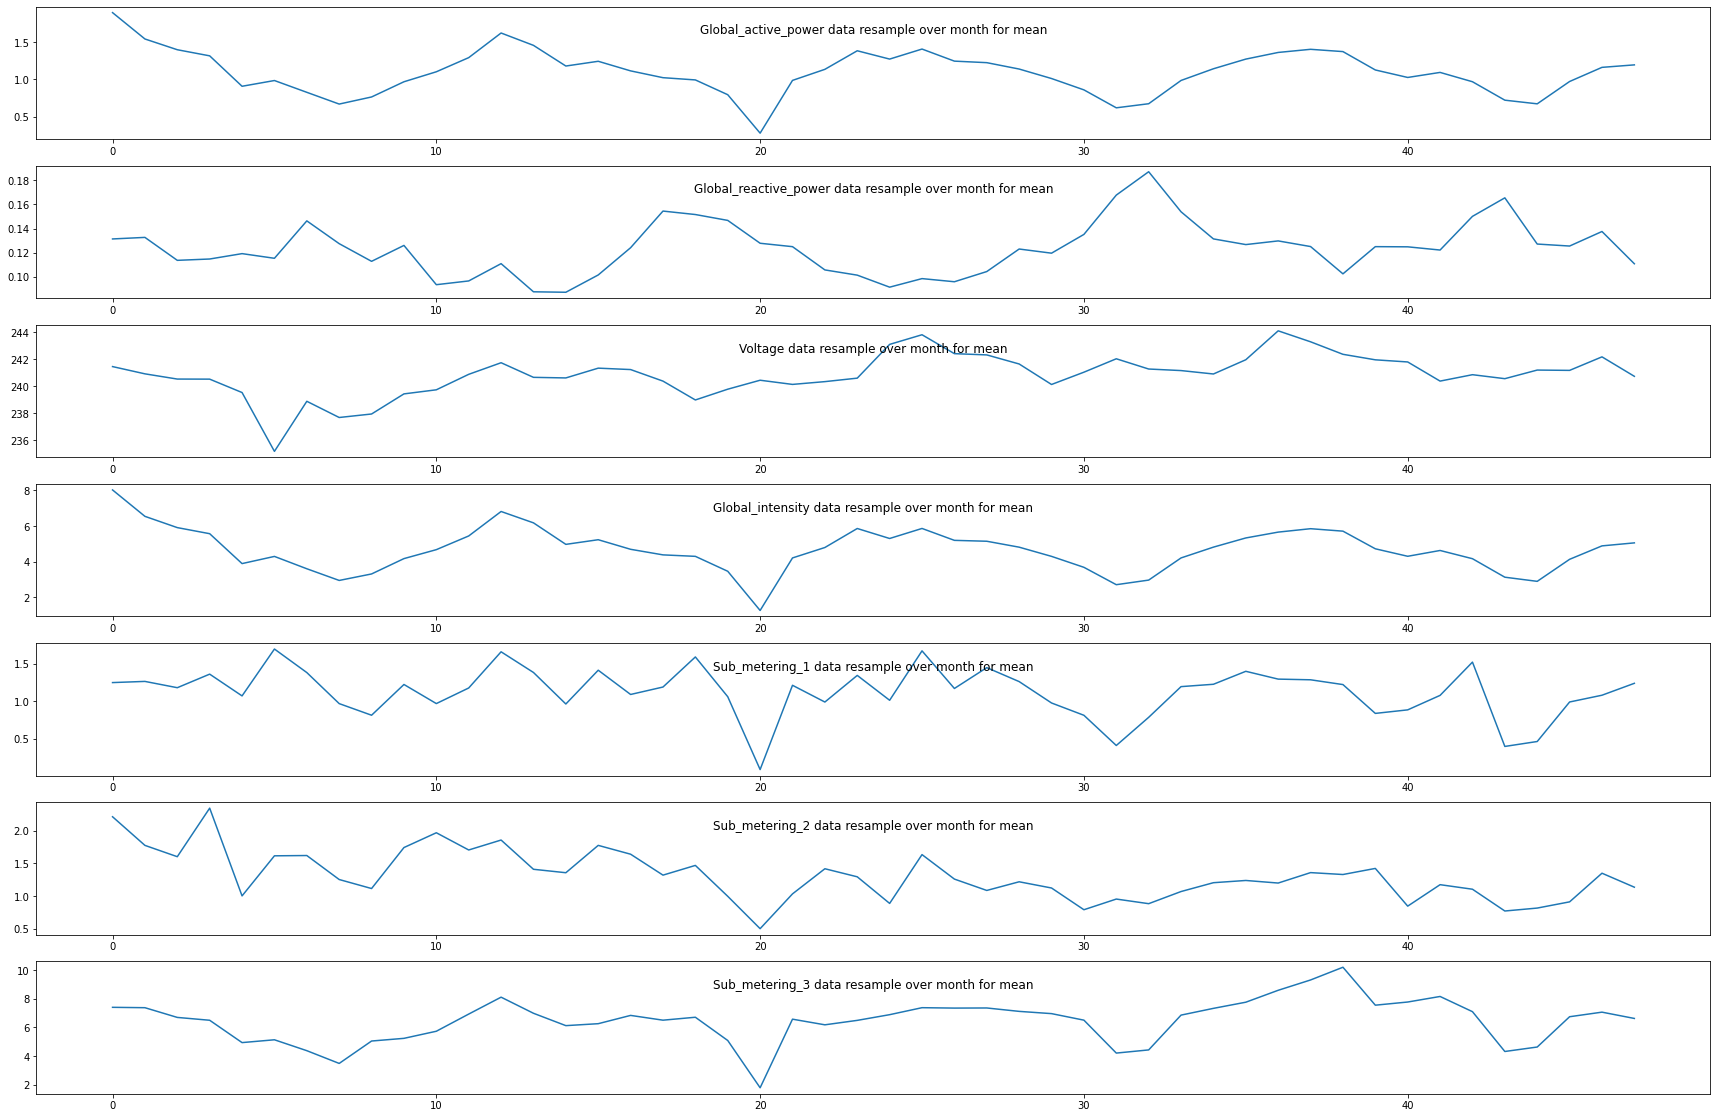 Global_active_power data resample over month for mean
1.5
1.0
0.5
0 10 20 30 40
Global_reactive_power data resample over month for mean
0.18
0.16
0.14
0.12
0.10
0 10 20 30 40
Voltage data resample over month for mean
244
242
240
238
236
0 10 20 30 40
Global_intensity data resample over month for mean
8
6
4
2
0 10 20 30 40
Sub_metering_1 data resample over month for mean
1.5
1.0
0.5
0 10 20 30 40
Sub_metering_2 data resample over month for mean
2.0
1.5
1.0
0.5
0 10 20 30 40
Sub_metering_3 data resample over month for mean
10
8
6
4
2
0 10 20 30 40